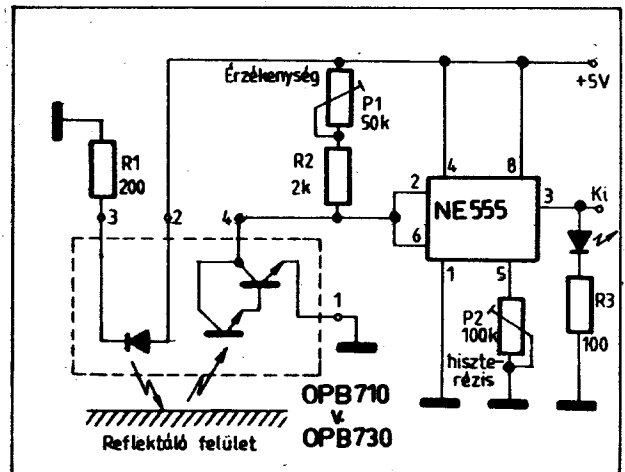 Érzékenység
P1
50k
+5V
R1
200
R2
2k
3
2
4
2
6
4
8
NE555
3
Ki
1
5
1
P2
100k
hiszte-
rézis
R3
100
OPB710
v.
OPB730
Reflektáló felület